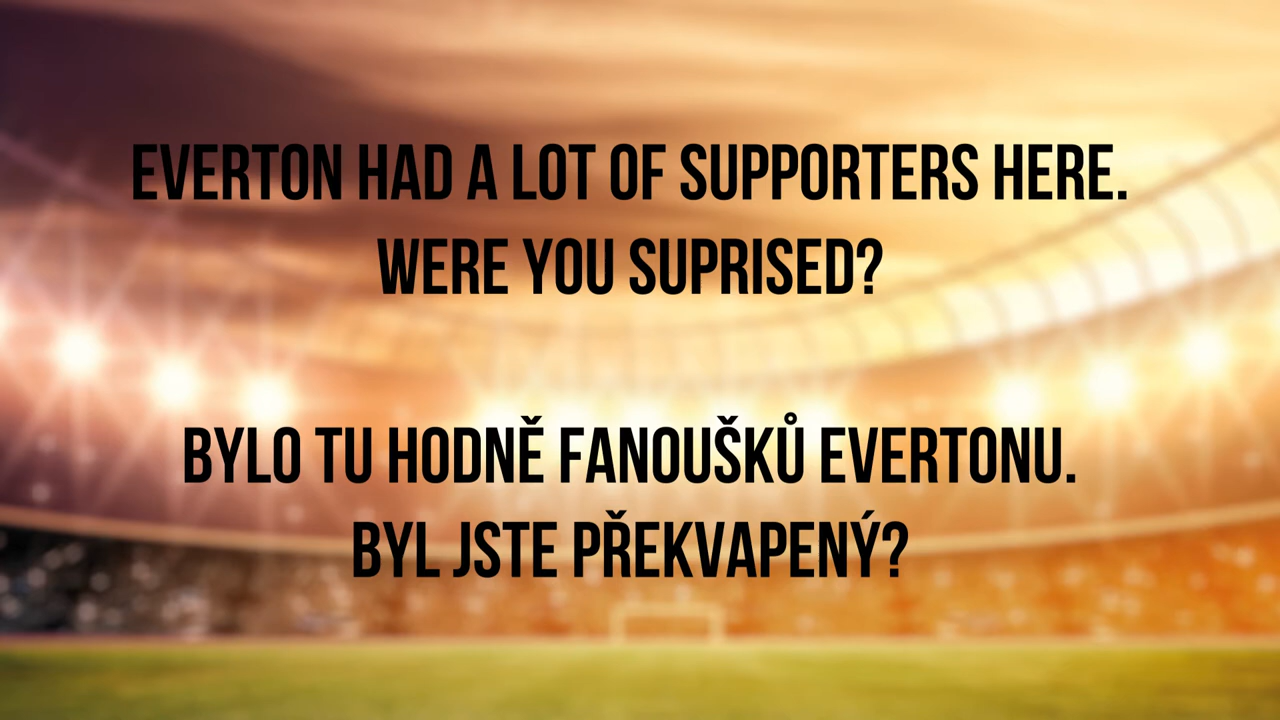 EVERTON HAD A LOT OF SUPPORTERS HERE.
WERE YOU SUPRISED?
BYLO TU HODNĚ FANOUŠKŮ EVERTONU.
BYL JSTE PŘEKVAPENÝ?